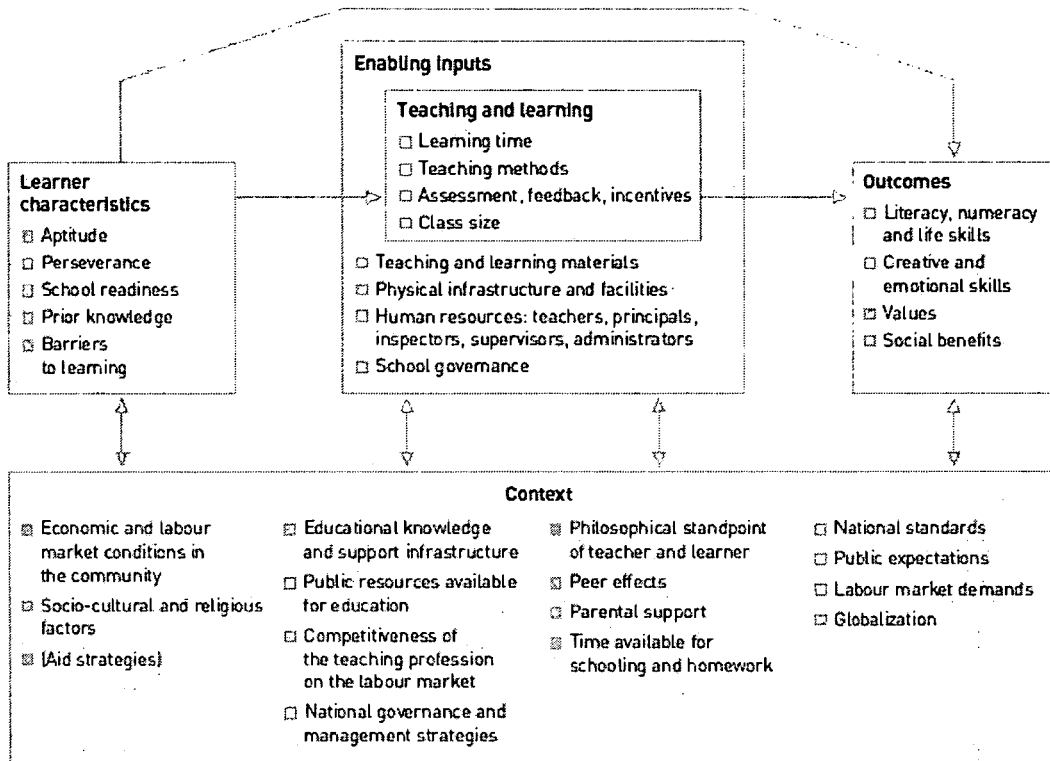 Enabling inputs
Teaching and learning
Learning time
Teaching methods
Assessment, feedback, incentives
Class size
Teaching and learning materials
Physical infrastructure and facilities
Human resources: teachers, principals,
inspectors, supervisors, administrators
School governance
Learner
characteristics
Aptitude
Perseverance
School readiness
Prior knowledge
Barriers
to learning
Outcomes
Literacy, numeracy
and life skills
Creative and
emotional skills
Values
Social benefits
Context
Economic and labour
market conditions in
the community
Socio-cultural and religious
factors
(Aid strategies)
Educational knowledge
and support infrastructure
Public resources available
for education
Competitiveness of
the teaching profession
on the labour market
National governance and
management strategies
Philosophical standpoint
of teacher and learner
Peer effects
Parental support
Time available for
schooling and homework
National standards
Public expectations
Labour market demands
Globalization